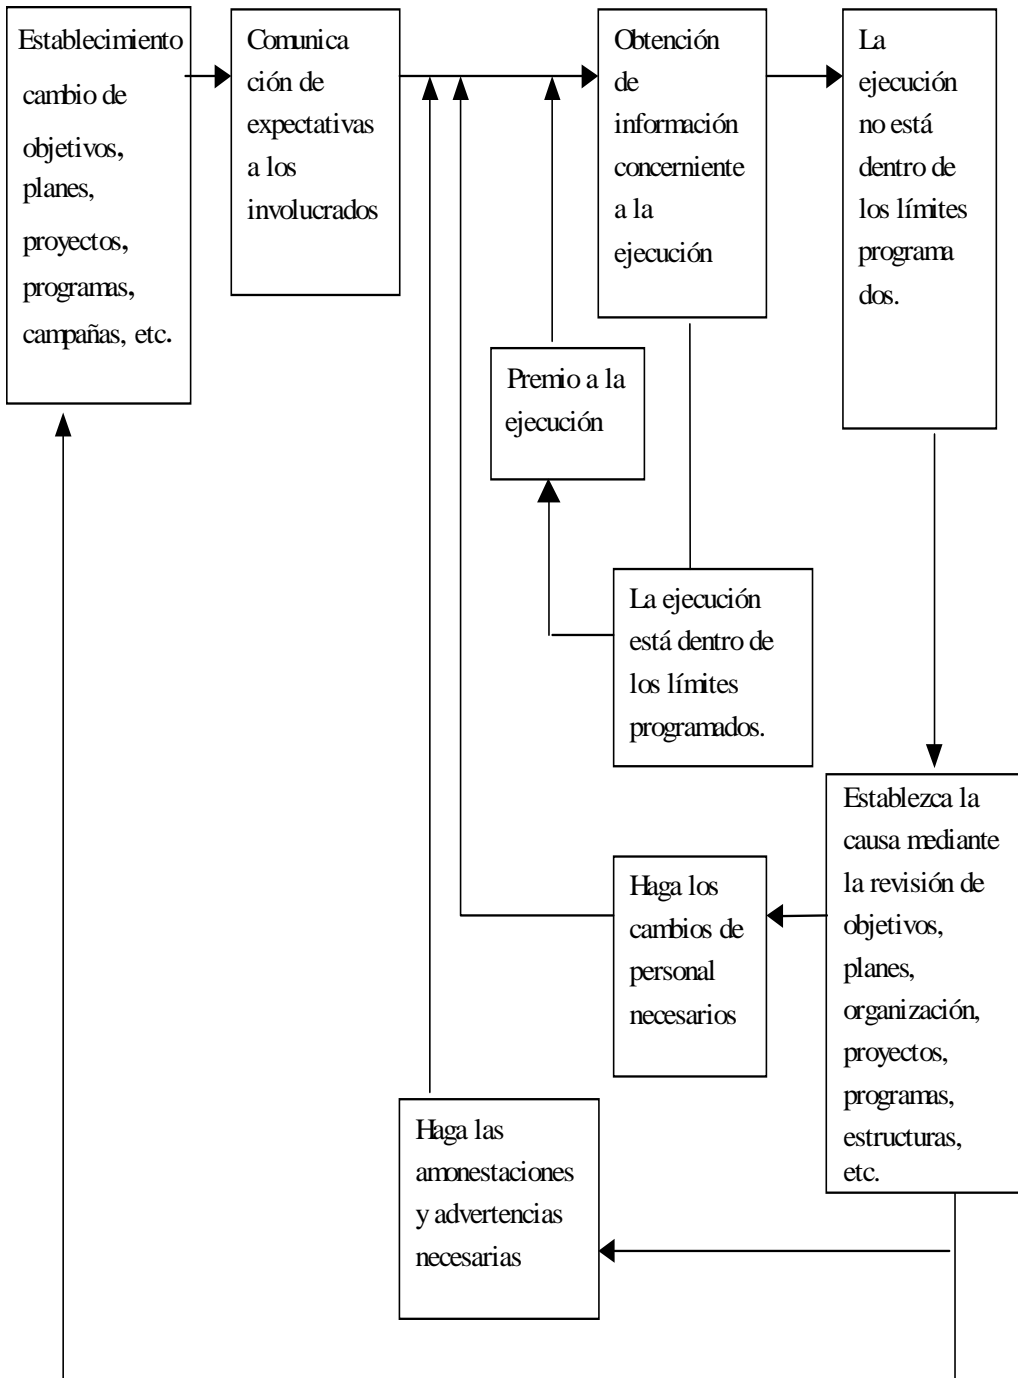 Establecimiento
cambio de
objetivos,
planes,
proyectos,
programas,
campañas, etc.
Comunica
ción de
expectativas
a los
involucrados
Obtención
de
información
concerniente
a la
ejecución
La
ejecución
no está
dentro de
los límites
programa
dos.
Premio a la
ejecución
La ejecución
está dentro de
los límites
programados.
Establezca la
causa mediante
la revisión de
objetivos,
planes,
organización,
proyectos,
programas,
estructuras,
etc.
Haga los
cambios de
personal
necesarios
Haga las
amonestaciones
y advertencias
necesarias